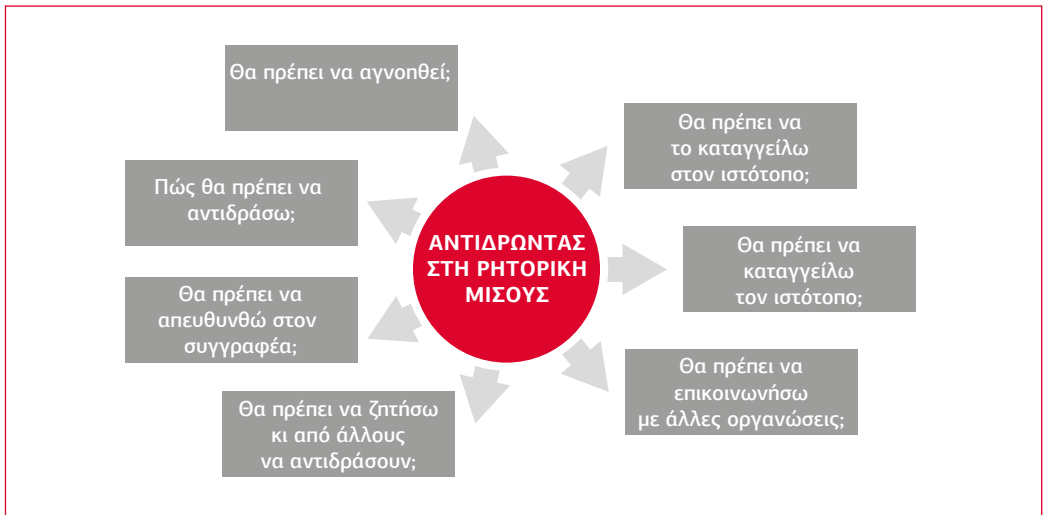 Θα πρέπει να αγνοηθεί;
Θα πρέπει να
το καταγγείλω
στον ιστότοπο;
Πώς θα πρέπει να
αντιδράσω;
ΑΝΤΙΔΡΩΝΤΑΣ
ΣΤΗ ΡΗΤΟΡΙΚΗ
ΜΙΣΟΥΣ
Θα πρέπει να
καταγγείλω
τον ιστότοπο;
Θα πρέπει να
απευθυνθώ στον
συγγραφέα;
Θα πρέπει να
επικοινωνήσω
με άλλες οργανώσεις;
Θα πρέπει να ζητήσω
κι από άλλους
να αντιδράσουν;